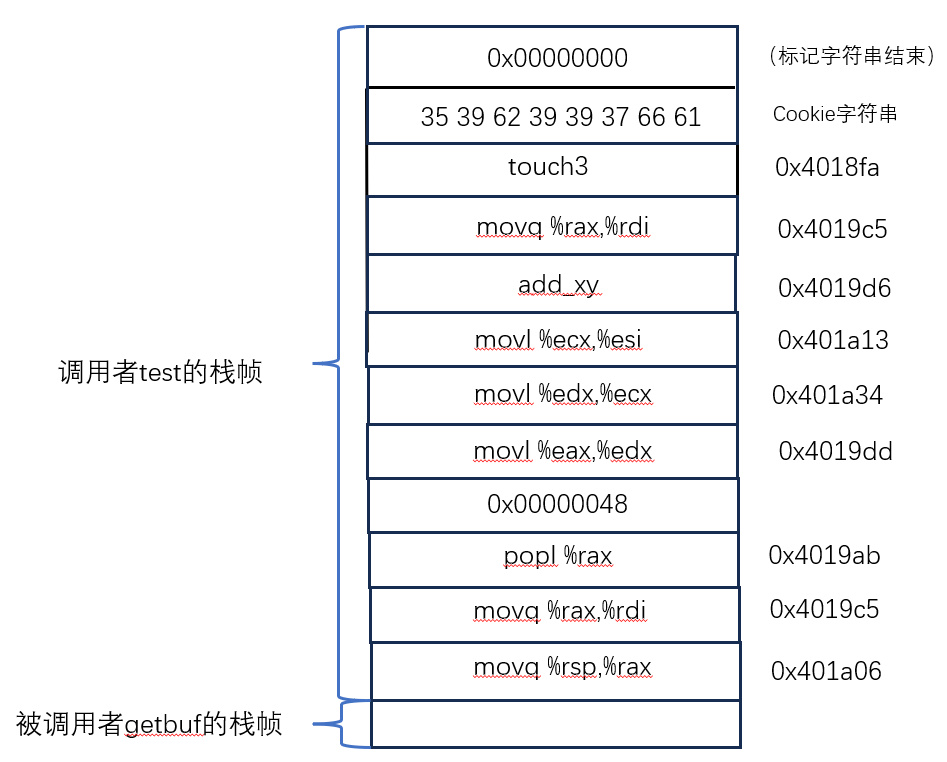 0x00000000 （标记字符串结束）
35 39 62 39 39 37 66 61 Cookie字符串
touch3 0x4018fa
movq %rax,%rdi 0x4019c5
add_xy 0x4019d6
movl %ecx,%esi 0x401a13
调用者test的栈帧
movl %edx,%ecx 0x401a34
movl %eax,%edx 0x4019dd
0x00000048
popl %rax 0x4019ab
movq %rax,%rdi 0x4019c5
movq %rsp,%rax 0x401a06
被调用者getbuf的栈帧